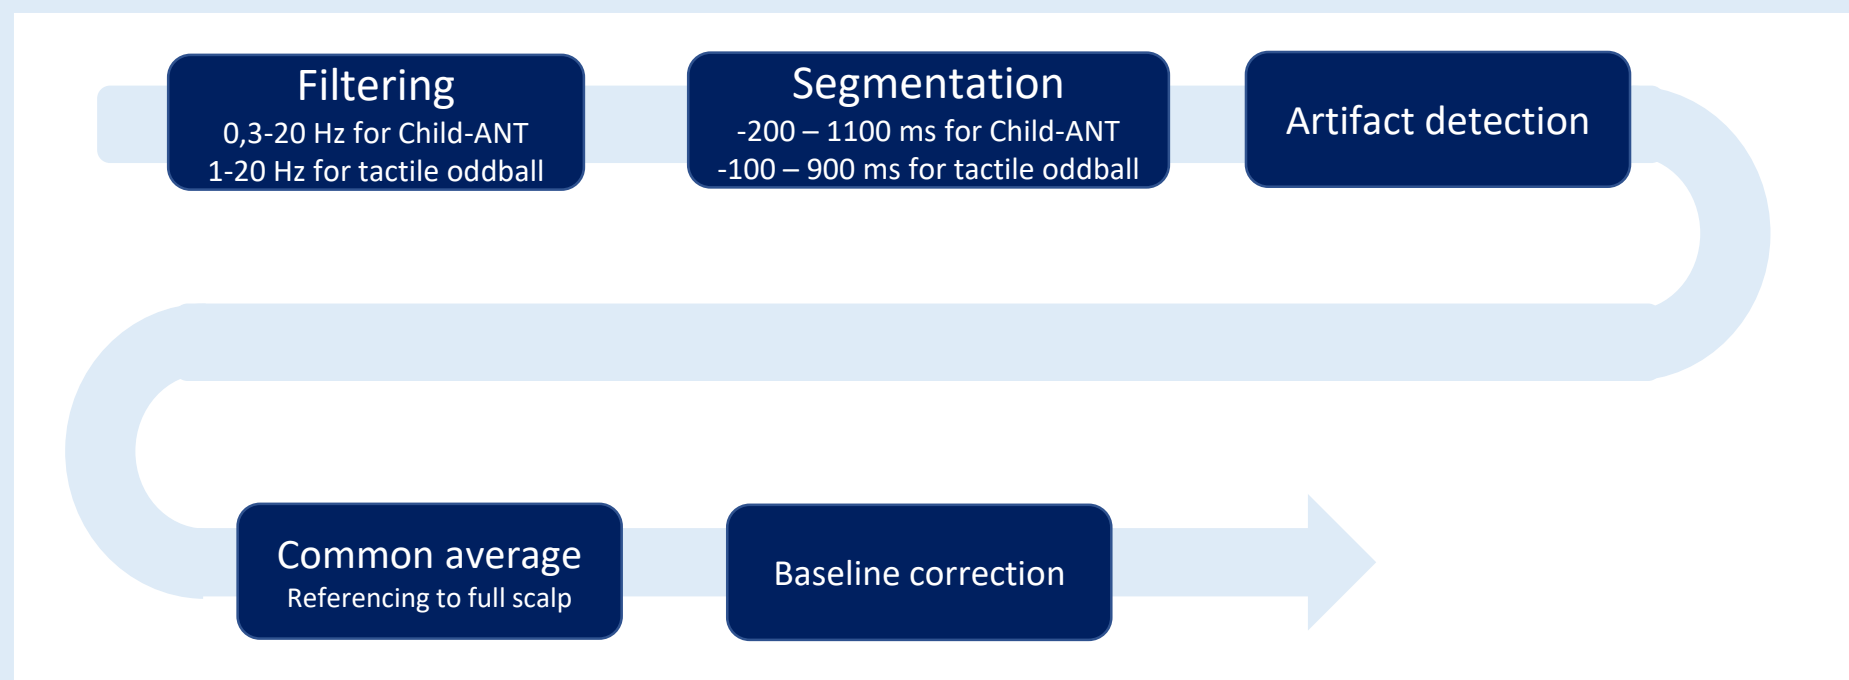 Filtering
0,3-20 Hz for Child-ANT
1-20 Hz for tactile oddball
Segmentation
-200 – 1100 ms for Child-ANT
-100 – 900 ms for tactile oddball
Artifact detection
Common average
Referencing to full scalp
Baseline correction